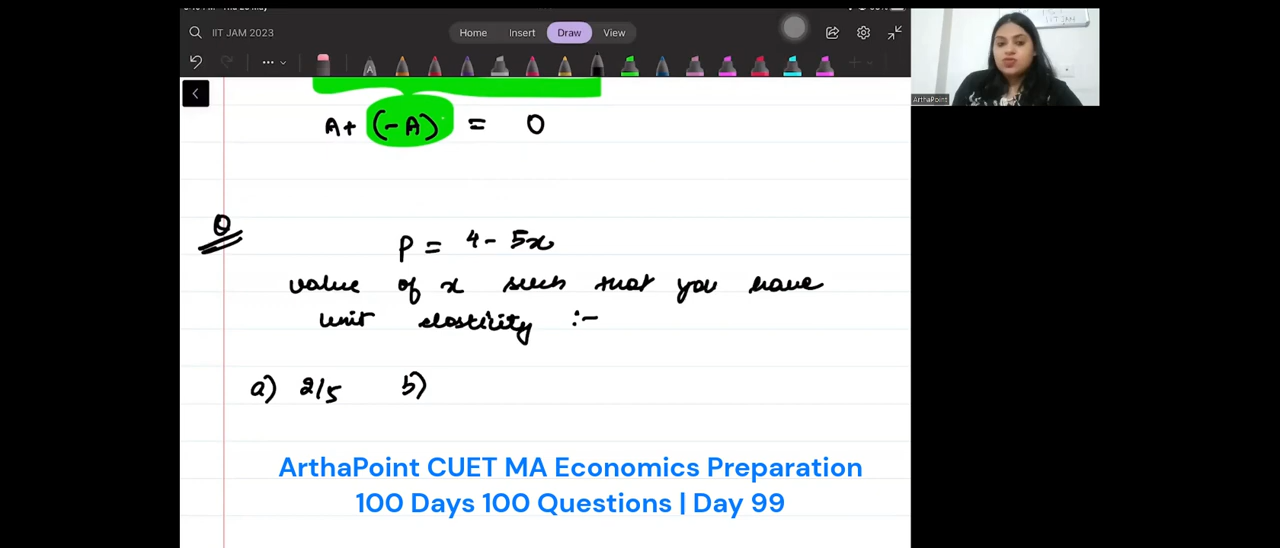 IIT JAM 2023
Home Insert Draw View
A + (-A) = 0
Q
P = 4 - 5x
value of x such that you have
unit elasticity :-
a) 2/5 b)
ArthaPoint
ArthaPoint CUET MA Economics Preparation
100 Days 100 Questions | Day 99